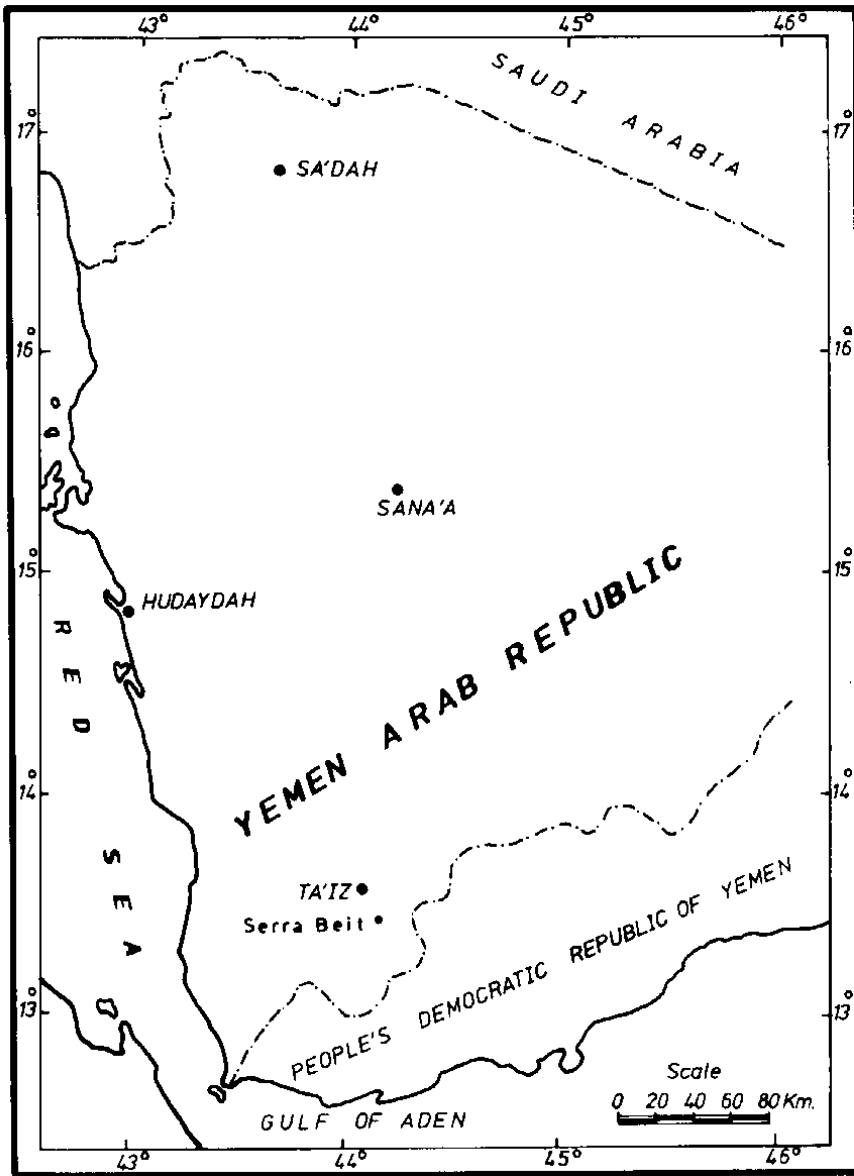 43° 44° 45° 46°
SAUDI ARABIA
17° 17°
SA'DAH
16° 16°
SANA'A
15° 15°
HUDAYDAH
YEMEN ARAB REPUBLIC
RED SEA
14° 14°
TA'IZ
Serra Beit
PEOPLE'S DEMOCRATIC REPUBLIC OF YEMEN
13° 13°
Scale
0 20 40 60 80 Km.
GULF OF ADEN
43° 44° 45° 46°